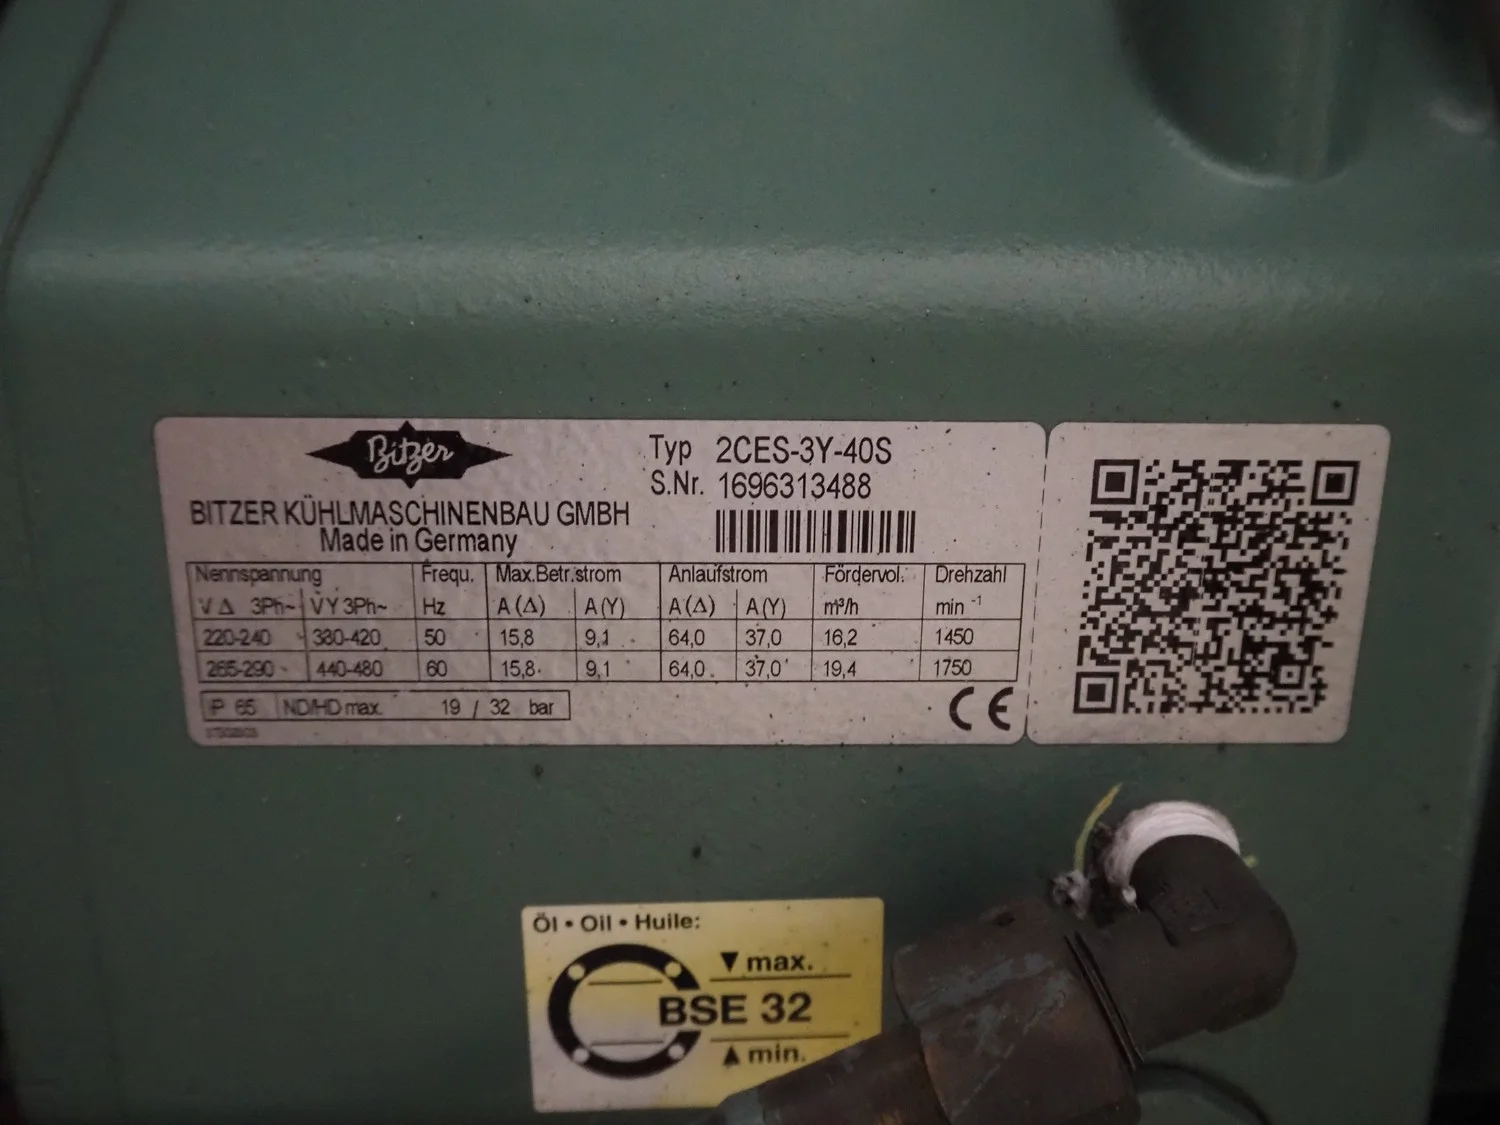 Bitzer
Typ 2CES-3Y-40S
S.Nr. 1696313488
BITZER KÜHLMASCHINENBAU GMBH
Made in Germany
Nennspannung Frequ. Max.Betr.strom Anlaufstrom Fördervol. Drehzahl
V Δ 3Ph~ V Y 3Ph~ Hz A (Δ) A (Y) A (Δ) A (Y) m³/h min -1
220-240 380-420 50 15,8 9,1 64,0 37,0 16,2 1450
265-290 440-480 60 15,8 9,1 64,0 37,0 19,4 1750
IP 65 ND/HD max. 19 / 32 bar
CE
Öl • Oil • Huile:
▼ max.
BSE 32
▲ min.